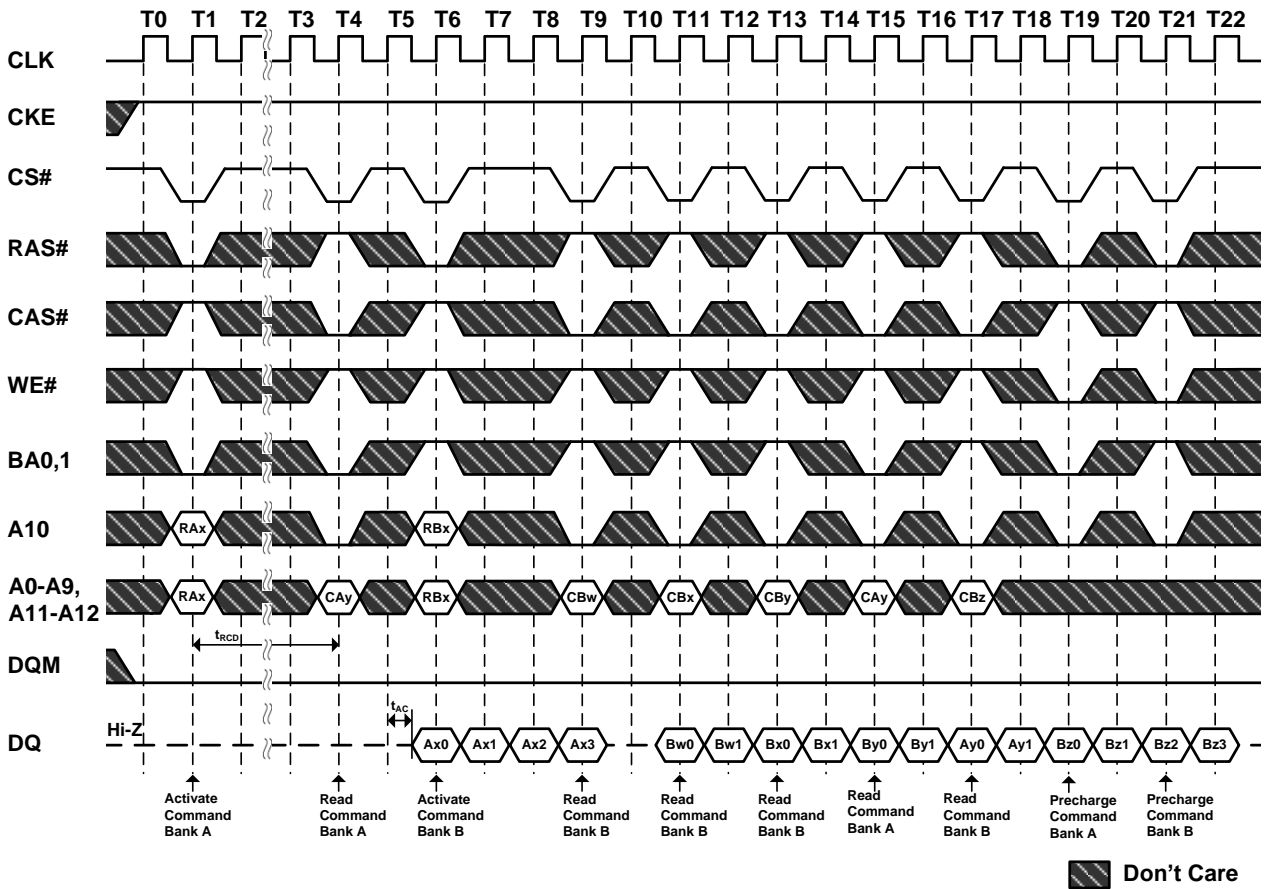 T0 T1 T2 T3 T4 T5 T6 T7 T8 T9 T10 T11 T12 T13 T14 T15 T16 T17 T18 T19 T20 T21 T22
CLK
CKE
CS#
RAS#
CAS#
WE#
BA0,1
A10 RAx RBx
A0-A9,
A11-A12 RAx CAy RBx CBw CBx CBy CAy CBz
tRCD
DQM
tAC
Hi-Z
DQ Ax0 Ax1 Ax2 Ax3 Bw0 Bw1 Bx0 Bx1 By0 By1 Ay0 Ay1 Bz0 Bz1 Bz2 Bz3
Activate
Command
Bank A
Read
Command
Bank A
Activate
Command
Bank B
Read
Command
Bank B
Read
Command
Bank B
Read
Command
Bank B
Read
Command
Bank A
Read
Command
Bank B
Precharge
Command
Bank A
Precharge
Command
Bank B
Don't Care